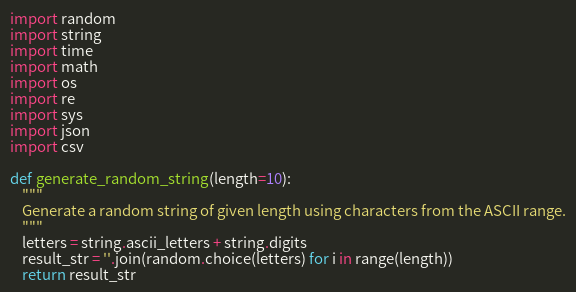 import random
import string
import time
import math
import os
import re
import sys
import json
import csv

def generate_random_string(length=10):
    """
    Generate a random string of given length using characters from the ASCII range.
    """
    letters = string.ascii_letters + string.digits
    result_str = ''.join(random.choice(letters) for i in range(length))
    return result_str